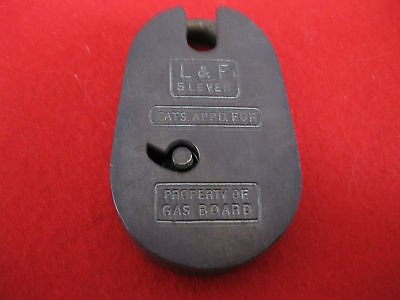 L & F
5 LEVER
PATS. APPD. FOR
PROPERTY OF
GAS BOARD